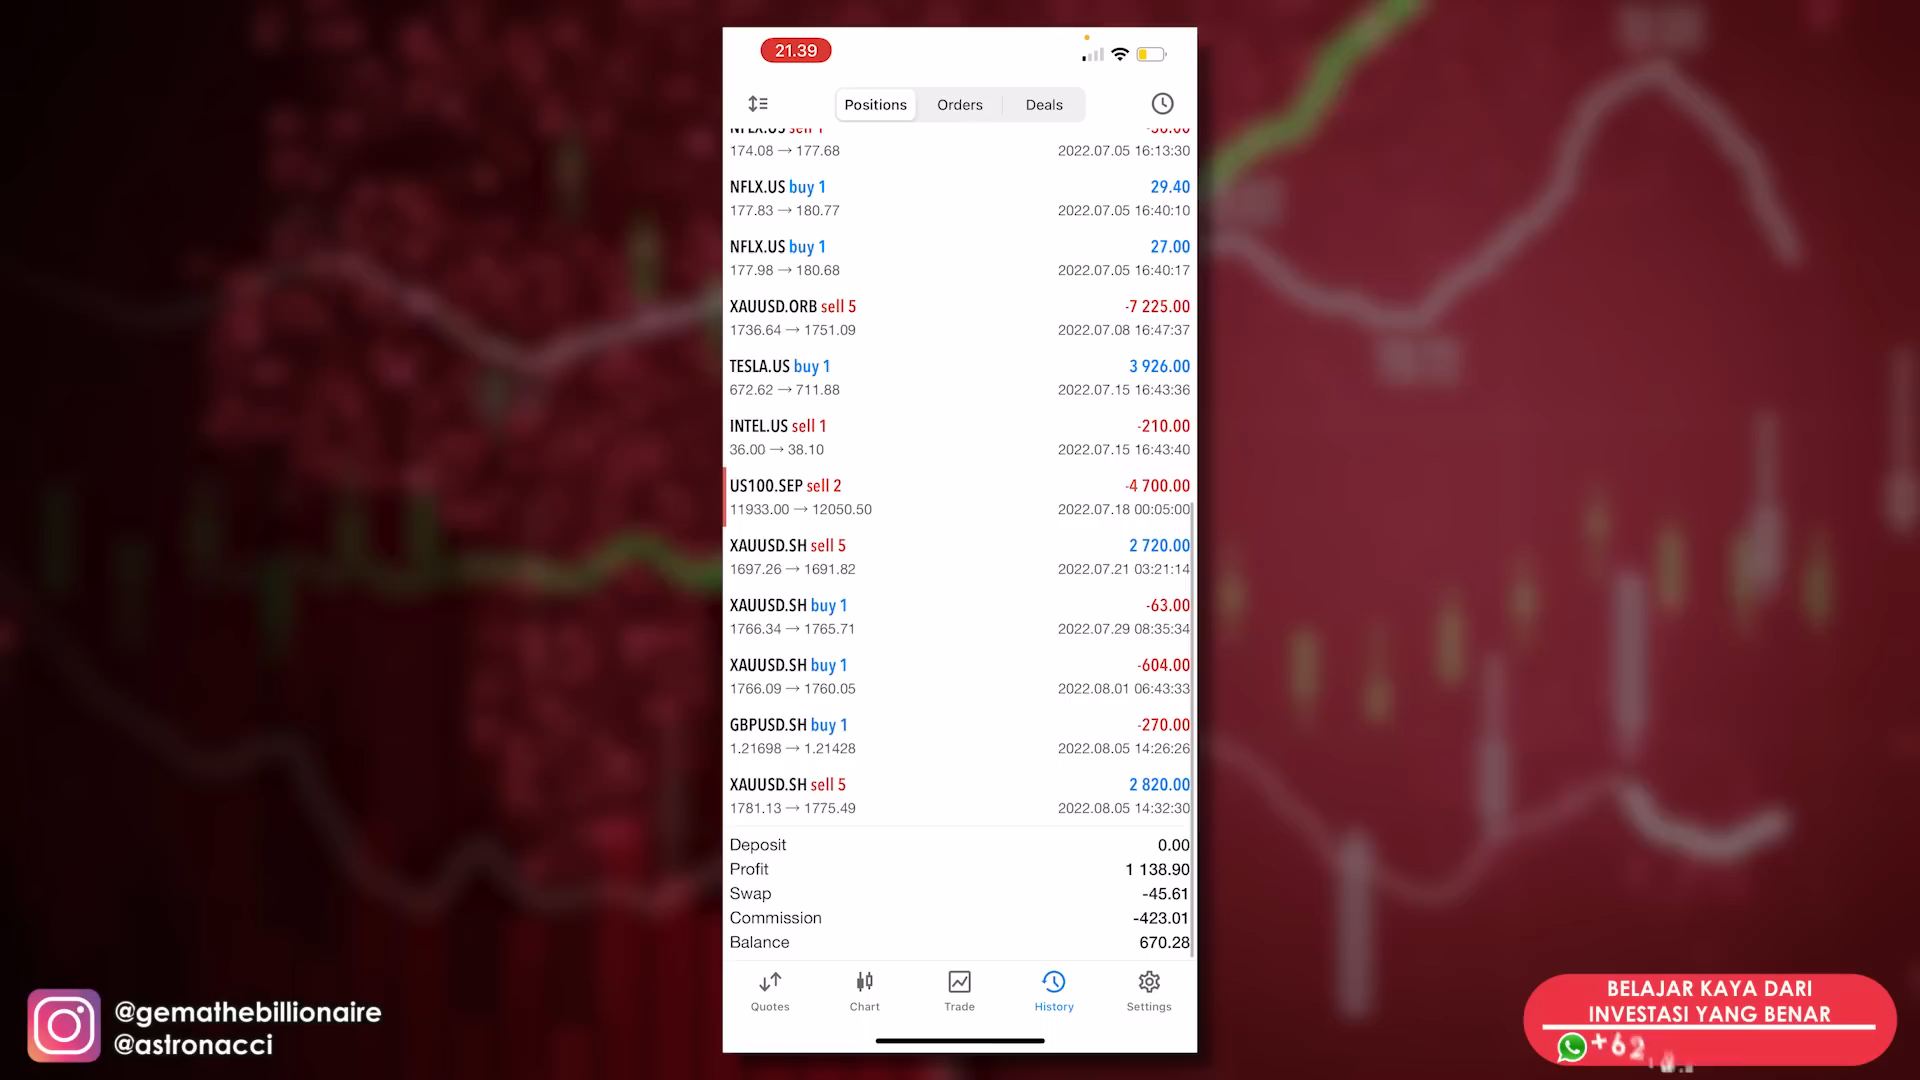 21.39
Positions Orders Deals
NFLX.US sell 1 -36.00
174.08 → 177.68 2022.07.05 16:13:30
NFLX.US buy 1 29.40
177.83 → 180.77 2022.07.05 16:40:10
NFLX.US buy 1 27.00
177.98 → 180.68 2022.07.05 16:40:17
XAUUSD.ORB sell 5 -7 225.00
1736.64 → 1751.09 2022.07.08 16:47:37
TESLA.US buy 1 3 926.00
672.62 → 711.88 2022.07.15 16:43:36
INTEL.US sell 1 -210.00
36.00 → 38.10 2022.07.15 16:43:40
US100.SEP sell 2 -4 700.00
11933.00 → 12050.50 2022.07.18 00:05:00
XAUUSD.SH sell 5 2 720.00
1697.26 → 1691.82 2022.07.21 03:21:14
XAUUSD.SH buy 1 -63.00
1766.34 → 1765.71 2022.07.29 08:35:34
XAUUSD.SH buy 1 -604.00
1766.09 → 1760.05 2022.08.01 06:43:33
GBPUSD.SH buy 1 -270.00
1.21698 → 1.21428 2022.08.05 14:26:26
XAUUSD.SH sell 5 2 820.00
1781.13 → 1775.49 2022.08.05 14:32:30
Deposit 0.00
Profit 1 138.90
Swap -45.61
Commission -423.01
Balance 670.28
Quotes Chart Trade History Settings
@gemathebillionaire
@astronacci
BELAJAR KAYA DARI
INVESTASI YANG BENAR
+62